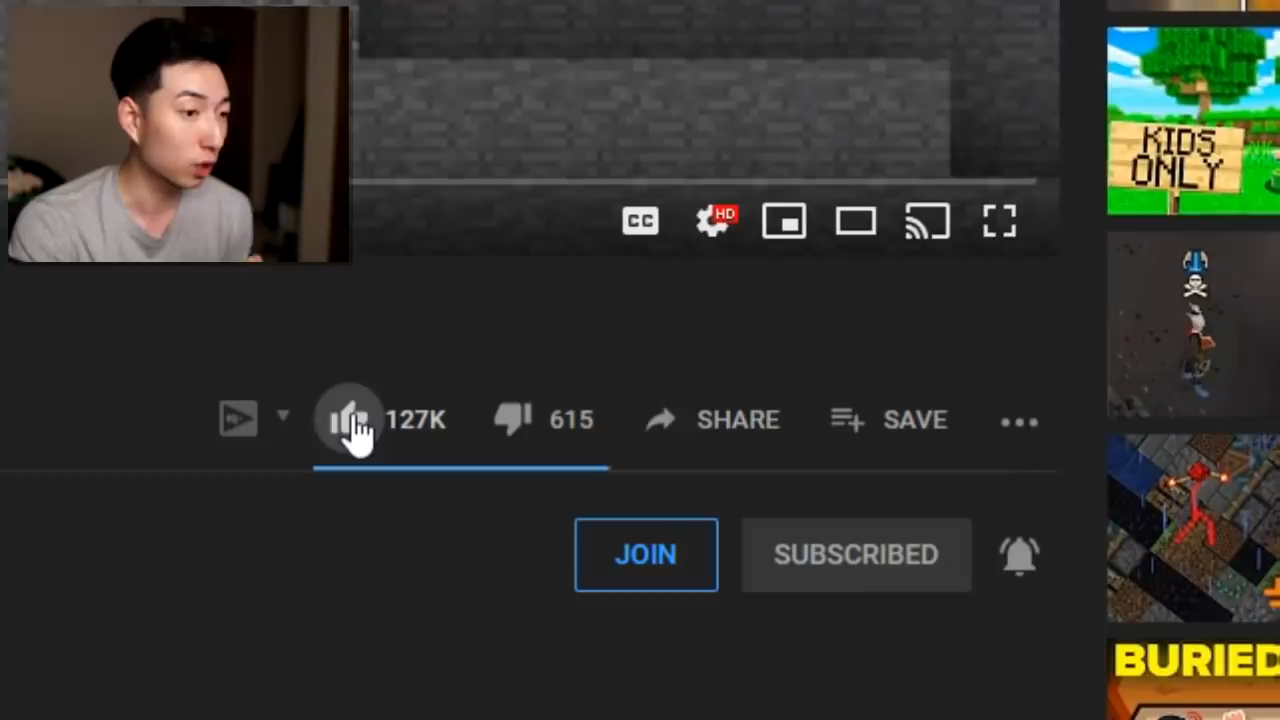 KIDS
ONLY
CC
HD
127K
615
SHARE
SAVE
JOIN
SUBSCRIBED
BURIED